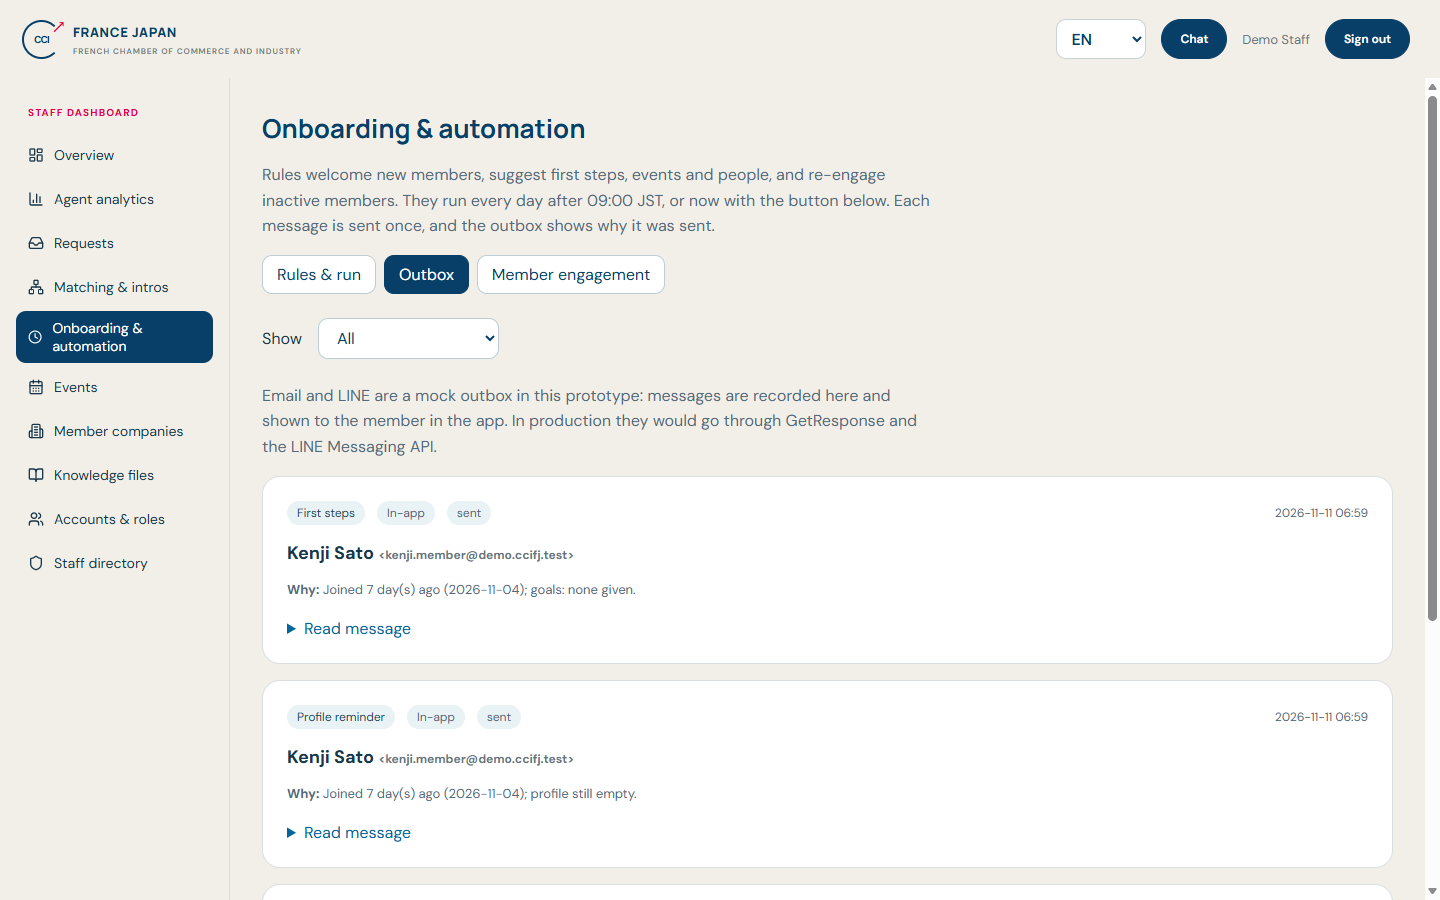 CCI
FRANCE JAPAN
FRENCH CHAMBER OF COMMERCE AND INDUSTRY
EN
Chat
Demo Staff
Sign out
STAFF DASHBOARD
Overview
Agent analytics
Requests
Matching & intros
Onboarding &
automation
Events
Member companies
Knowledge files
Accounts & roles
Staff directory
Onboarding & automation
Rules welcome new members, suggest first steps, events and people, and re-engage
inactive members. They run every day after 09:00 JST, or now with the button below. Each
message is sent once, and the outbox shows why it was sent.
Rules & run
Outbox
Member engagement
Show
All
Email and LINE are a mock outbox in this prototype: messages are recorded here and
shown to the member in the app. In production they would go through GetResponse and
the LINE Messaging API.
First steps
In-app
sent
2026-11-11 06:59
Kenji Sato <kenji.member@demo.ccifj.test>
Why: Joined 7 day(s) ago (2026-11-04); goals: none given.
Read message
Profile reminder
In-app
sent
2026-11-11 06:59
Kenji Sato <kenji.member@demo.ccifj.test>
Why: Joined 7 day(s) ago (2026-11-04); profile still empty.
Read message